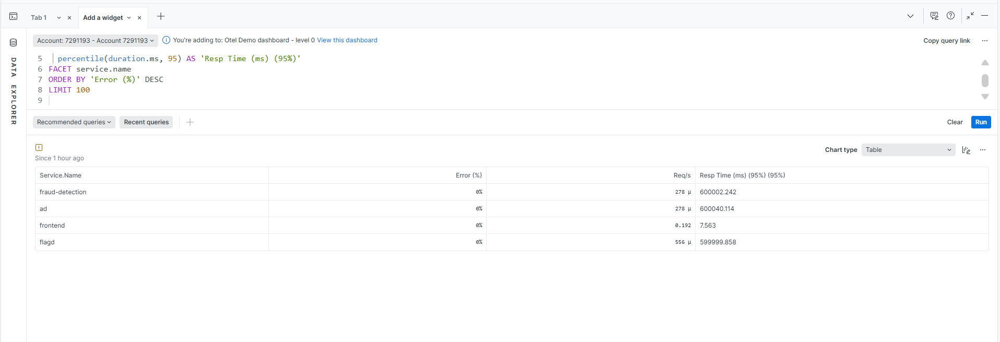 Tab 1
Add a widget
Account: 7291193 - Account 7291193
You're adding to: Otel Demo dashboard - level 0 View this dashboard
Copy query link
DATA EXPLORER
5 percentile(duration.ms, 95) AS 'Resp Time (ms) (95%)'
6 FACET service.name
7 ORDER BY 'Error (%)' DESC
8 LIMIT 100
9
Recommended queries
Recent queries
Clear
Run
Since 1 hour ago
Chart type
Table
Service.Name Error (%) Req/s Resp Time (ms) (95%) (95%)
fraud-detection 0% 278 µ 600002.242
ad 0% 278 µ 600040.114
frontend 0% 0.192 7.563
flagd 0% 556 µ 599999.858